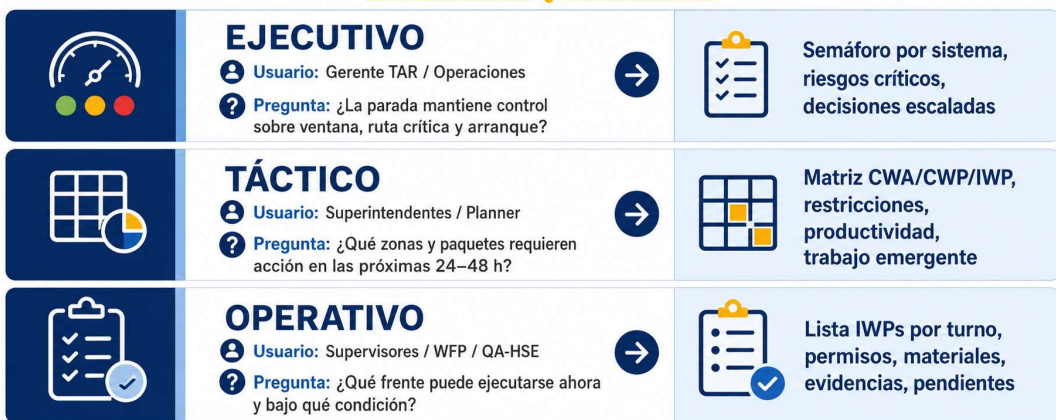 EJECUTIVO
Usuario: Gerente TAR / Operaciones
Pregunta: ¿La parada mantiene control
sobre ventana, ruta crítica y arranque?
Semáforo por sistema,
riesgos críticos,
decisiones escaladas
TÁCTICO
Usuario: Superintendentes / Planner
Pregunta: ¿Qué zonas y paquetes requieren
acción en las próximas 24–48 h?
Matriz CWA/CWP/IWP,
restricciones,
productividad,
trabajo emergente
OPERATIVO
Usuario: Supervisores / WFP / QA-HSE
Pregunta: ¿Qué frente puede ejecutarse ahora
y bajo qué condición?
Lista IWPs por turno,
permisos, materiales,
evidencias, pendientes